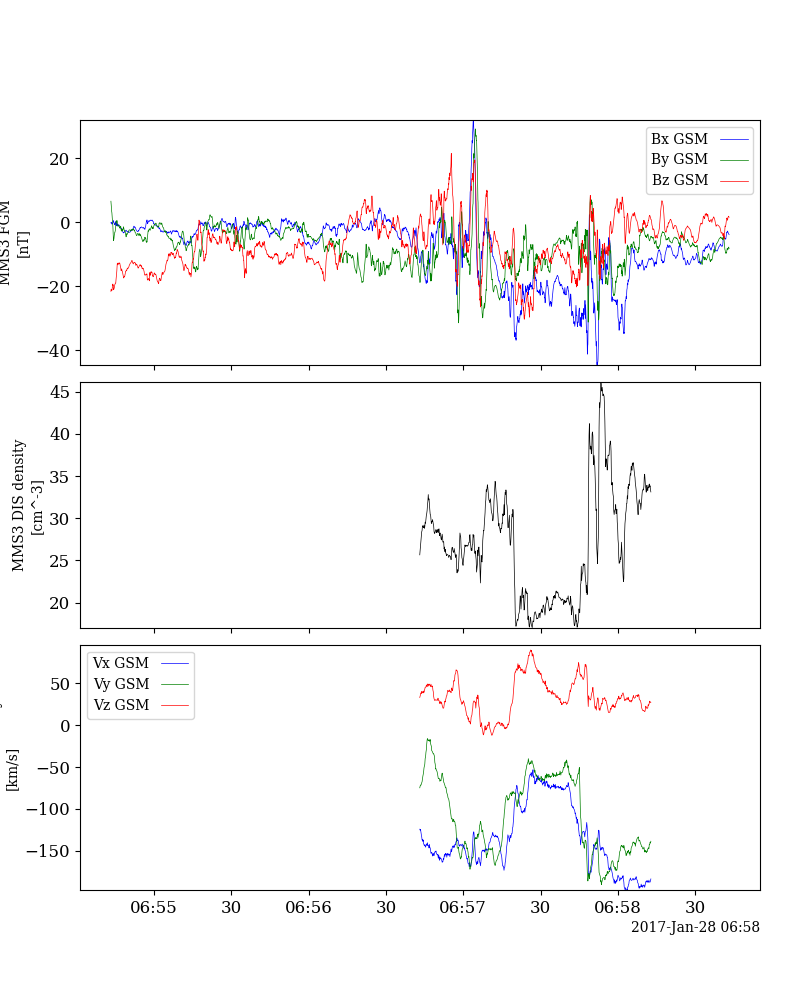 Bx GSM
By GSM
Bz GSM
20
0
−20
−40
MMS3 FGM
[nT]
45
40
35
30
25
20
MMS3 DIS density
[cm^-3]
Vx GSM
Vy GSM
Vz GSM
50
0
−50
−100
−150
[km/s]
06:55 30 06:56 30 06:57 30 06:58 30
2017-Jan-28 06:58